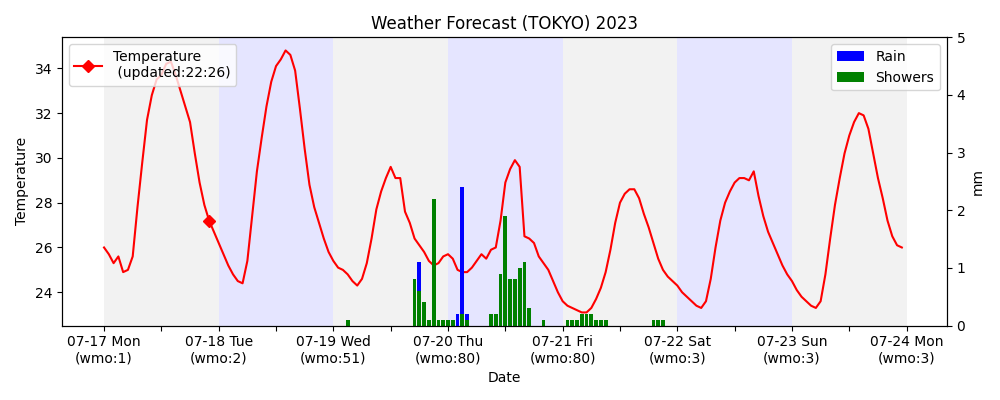 Weather Forecast (TOKYO) 2023
Temperature
(updated:22:26)
Rain
Showers
Temperature
34
32
30
28
26
24
5
4
3
2
1
0
mm
07-17 Mon 07-18 Tue 07-19 Wed 07-20 Thu 07-21 Fri 07-22 Sat 07-23 Sun 07-24 Mon
(wmo:1) (wmo:2) (wmo:51) (wmo:80) (wmo:80) (wmo:3) (wmo:3) (wmo:3)
Date